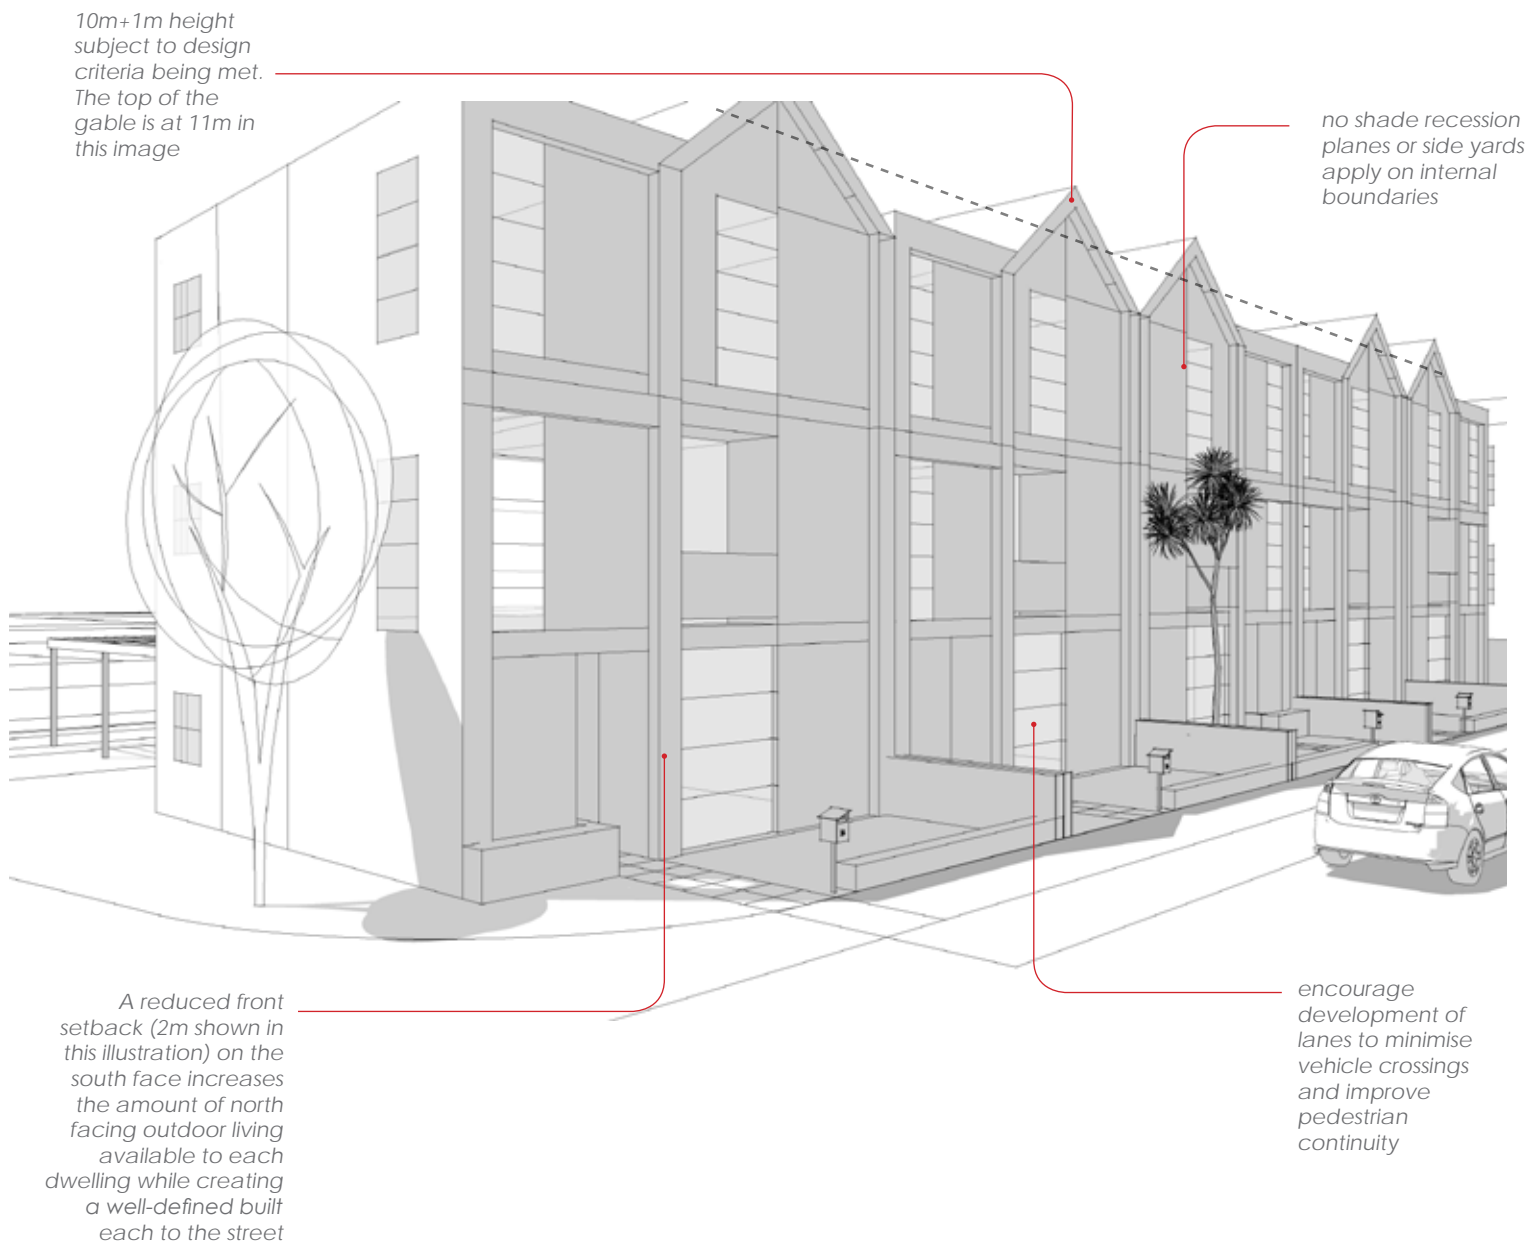 10m+1m height
subject to design
criteria being met.
The top of the
gable is at 11m in
this image
no shade recession
planes or side yards
apply on internal
boundaries
A reduced front
setback (2m shown in
this illustration) on the
south face increases
the amount of north
facing outdoor living
available to each
dwelling while creating
a well-defined built
each to the street
encourage
development of
lanes to minimise
vehicle crossings
and improve
pedestrian
continuity